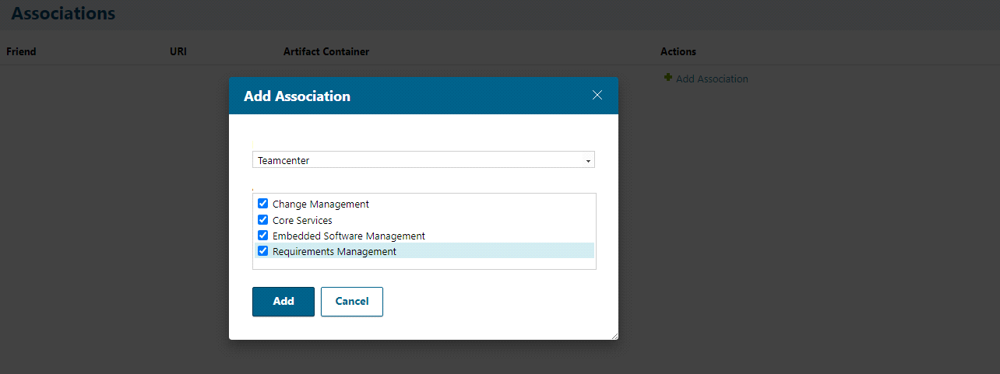 Associations
Friend URI Artifact Container Actions
Add Association
Add Association
Teamcenter
Change Management
Core Services
Embedded Software Management
Requirements Management
Add Cancel